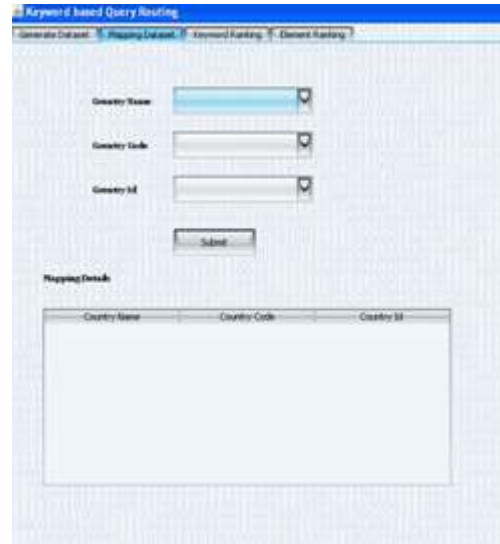 Keyword based Query Routing
Generate Dataset Mapping Dataset Keyword Ranking Element Ranking
Country Name
Country Code
Country Id
Submit
Mapping Details
Country Name Country Code Country Id